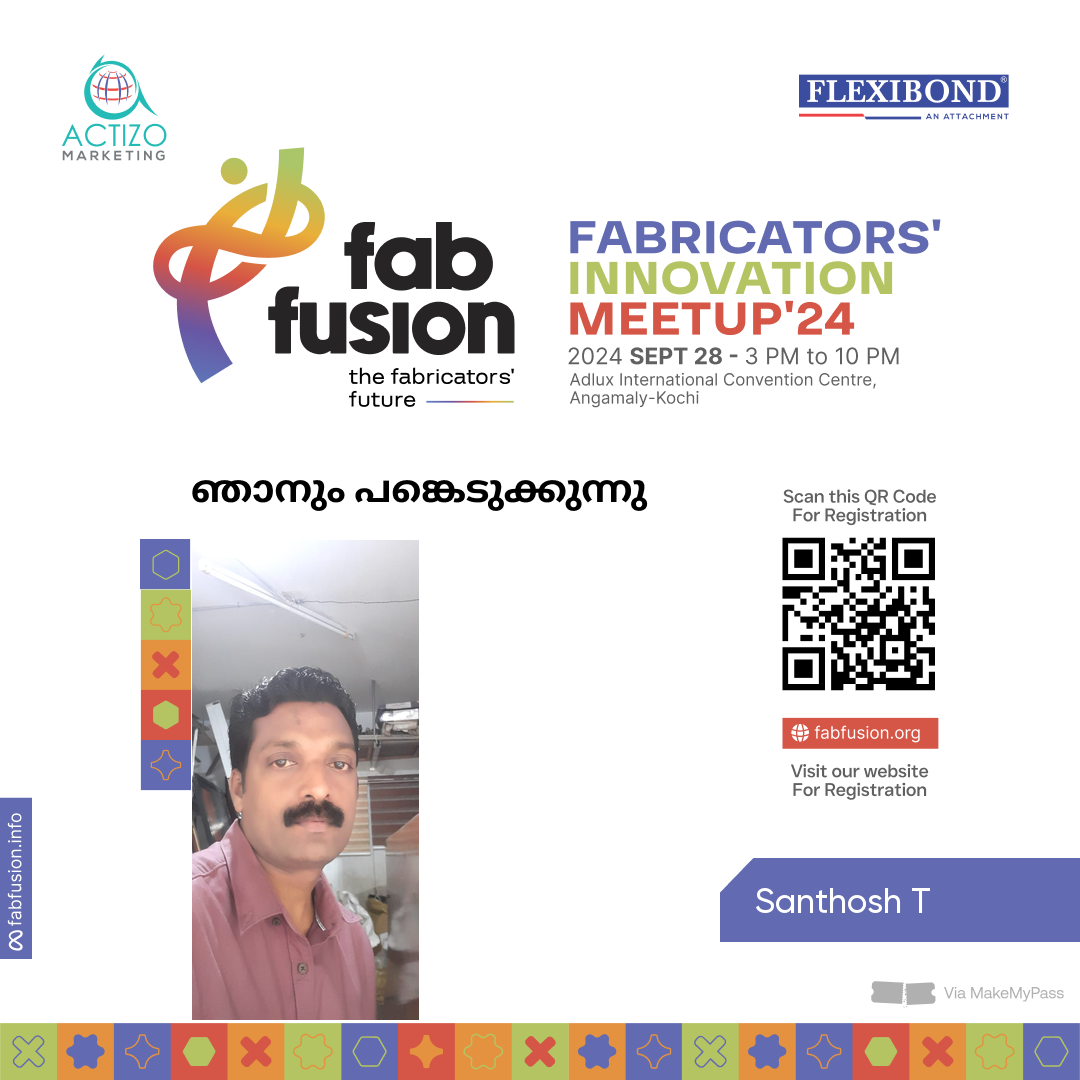 ACTIZO
MARKETING
FLEXIBOND®
AN ATTACHMENT
fab
fusion
the fabricators'
future
FABRICATORS'
INNOVATION
MEETUP'24
2024 SEPT 28 - 3 PM to 10 PM
Adlux International Convention Centre,
Angamaly-Kochi
ഞാനും പങ്കെടുക്കുന്നു
Scan this QR Code
For Registration
fabfusion.org
Visit our website
For Registration
fabfusion.info
Santhosh T
Via MakeMyPass